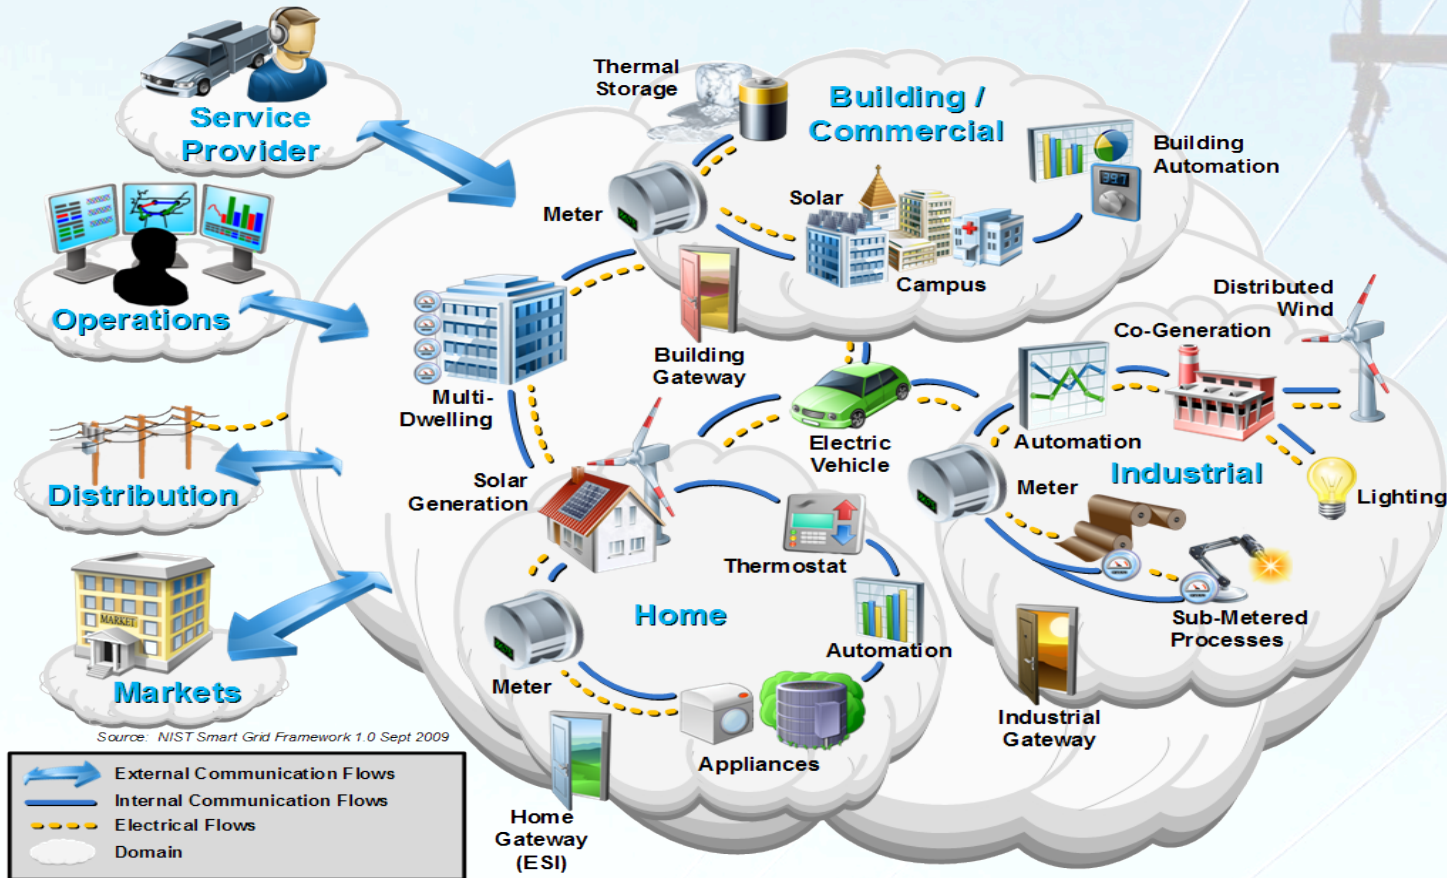 Service
Provider
Operations
Distribution
MARKET
Markets
Source: NIST Smart Grid Framework 1.0 Sept 2009
External Communication Flows
Internal Communication Flows
Electrical Flows
Domain
Thermal
Storage
Building /
Commercial
Building
Automation
39.7
Meter
Solar
Campus
Building
Gateway
Multi-
Dwelling
Electric
Vehicle
Distributed
Wind
Co-Generation
Automation
Industrial
Meter
Lighting
Sub-Metered
Processes
Industrial
Gateway
Solar
Generation
Thermostat
Home
Automation
Meter
Appliances
Home
Gateway
(ESI)